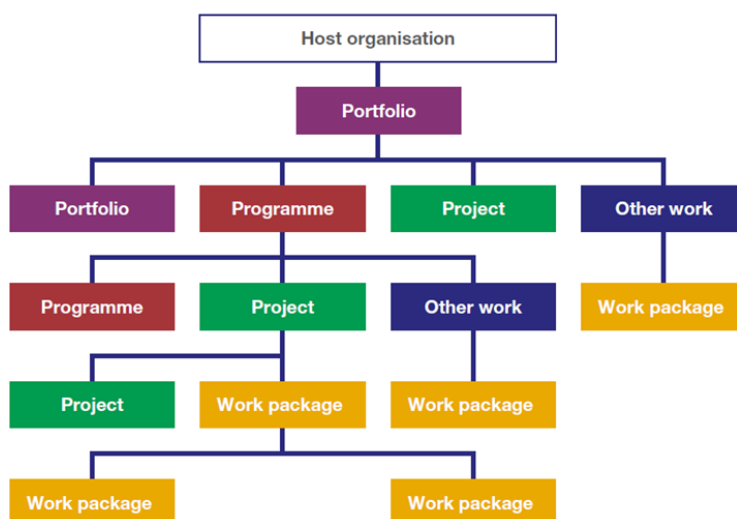 Host organisation
Portfolio
Portfolio
Programme
Project
Other work
Programme
Project
Other work
Work package
Project
Work package
Work package
Work package
Work package